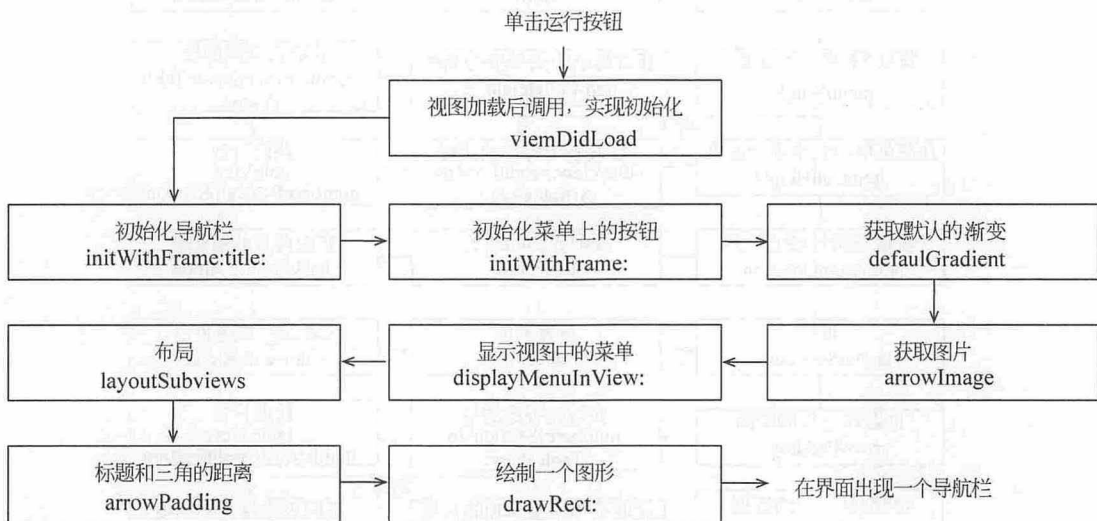 单击运行按钮
视图加载后调用，实现初始化
viemDidLoad
初始化导航栏
initWithFrame:title:
初始化菜单上的按钮
initWithFrame:
获取默认的渐变
defaulGradient
布局
layoutSubviews
显示视图中的菜单
displayMenuInView:
获取图片
arrowImage
标题和三角的距离
arrowPadding
绘制一个图形
drawRect:
在界面出现一个导航栏